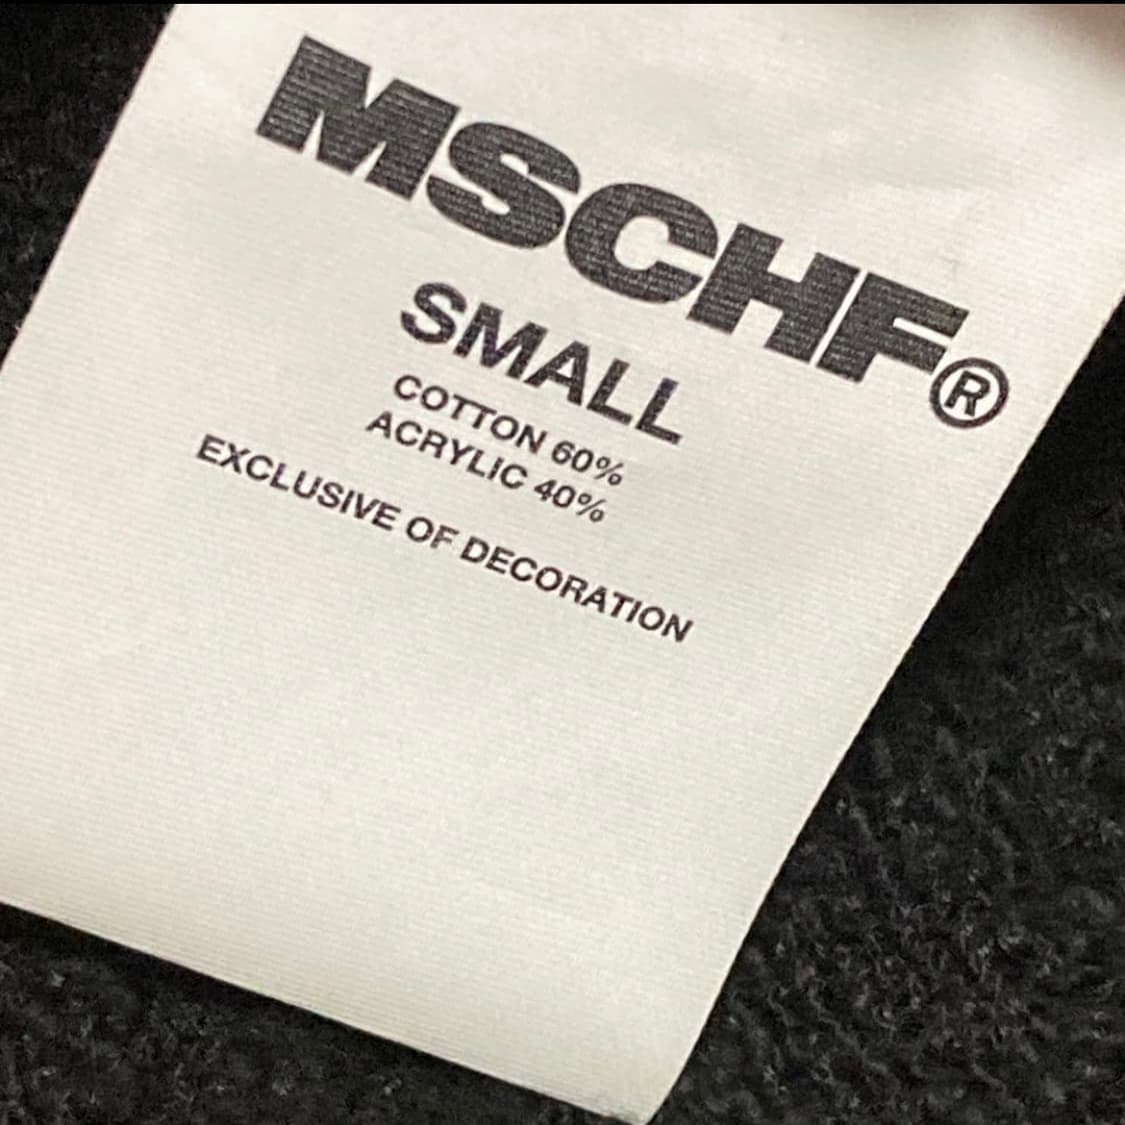 MSCHF®
SMALL
COTTON 60%
ACRYLIC 40%
EXCLUSIVE OF DECORATION